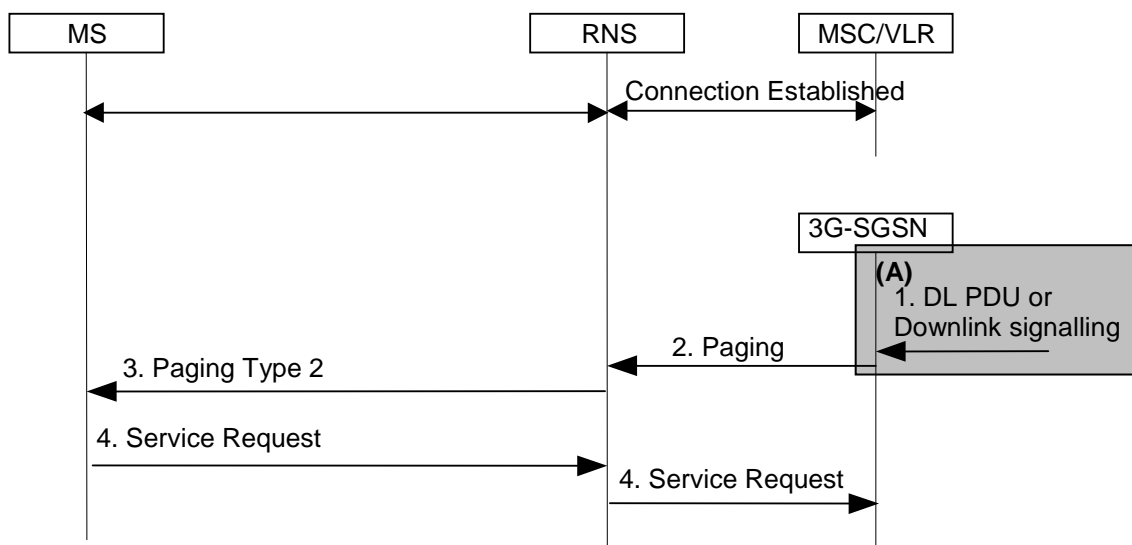 MS
RNS
MSC/VLR
Connection Established
3G-SGSN
(A)
1. DL PDU or
Downlink signalling
2. Paging
3. Paging Type 2
4. Service Request
4. Service Request